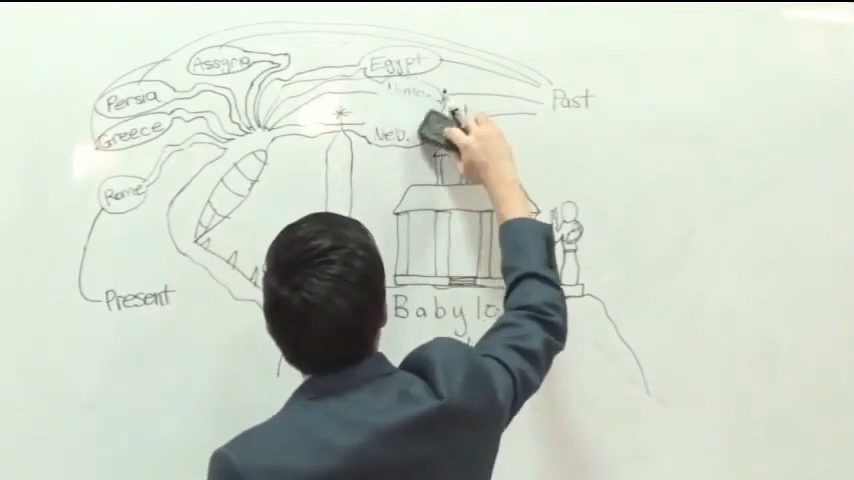 Assyria
Egypt
Persia
Past
Greece
Neb.
Rome
Present
Babylo